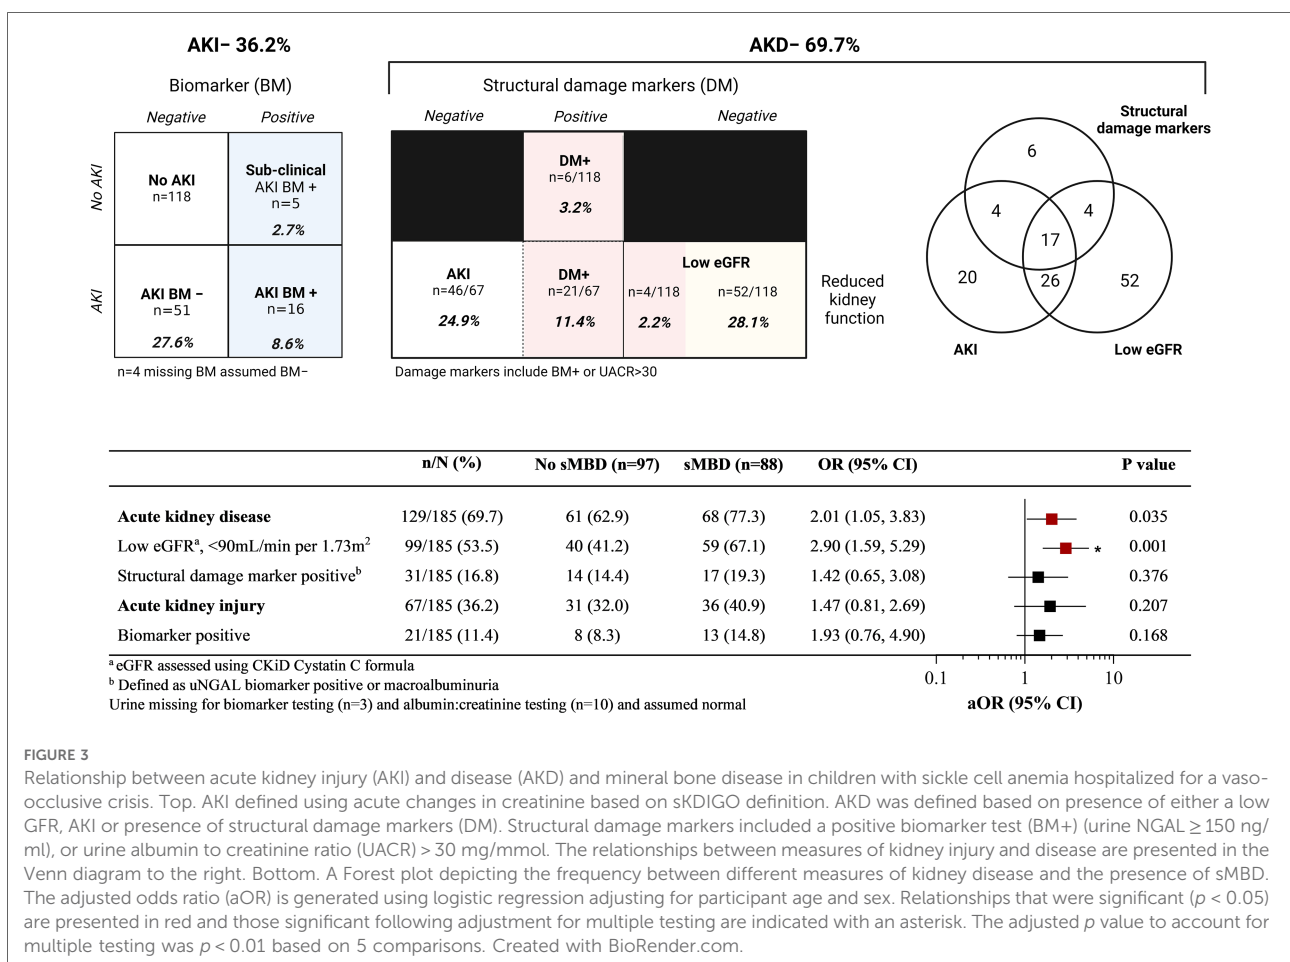 AKI– 36.2%
AKD– 69.7%
Biomarker (BM)
Structural damage markers (DM)
Negative
Positive
Negative
Positive
Negative
No AKI
No AKI
n=118
Sub-clinical
AKI BM +
n=5
2.7%
DM+
n=6/118
3.2%
AKI
AKI BM –
n=51
27.6%
AKI BM +
n=16
8.6%
AKI
n=46/67
24.9%
DM+
n=21/67
11.4%
Low eGFR
n=4/118
2.2%
n=52/118
28.1%
Reduced
kidney
function
n=4 missing BM assumed BM–
Damage markers include BM+ or UACR>30
Structural
damage markers
6
4
4
17
20
26
52
AKI
Low eGFR
n/N (%) No sMBD (n=97) sMBD (n=88) OR (95% CI) P value
Acute kidney disease 129/185 (69.7) 61 (62.9) 68 (77.3) 2.01 (1.05, 3.83) 0.035
Low eGFRᵃ, <90mL/min per 1.73m² 99/185 (53.5) 40 (41.2) 59 (67.1) 2.90 (1.59, 5.29) * 0.001
Structural damage marker positiveᵇ 31/185 (16.8) 14 (14.4) 17 (19.3) 1.42 (0.65, 3.08) 0.376
Acute kidney injury 67/185 (36.2) 31 (32.0) 36 (40.9) 1.47 (0.81, 2.69) 0.207
Biomarker positive 21/185 (11.4) 8 (8.3) 13 (14.8) 1.93 (0.76, 4.90) 0.168
ᵃ eGFR assessed using CKiD Cystatin C formula
ᵇ Defined as uNGAL biomarker positive or macroalbuminuria
Urine missing for biomarker testing (n=3) and albumin:creatinine testing (n=10) and assumed normal
0.1 1 10
aOR (95% CI)
FIGURE 3
Relationship between acute kidney injury (AKI) and disease (AKD) and mineral bone disease in children with sickle cell anemia hospitalized for a vaso-
occlusive crisis. Top. AKI defined using acute changes in creatinine based on sKDIGO definition. AKD was defined based on presence of either a low
GFR, AKI or presence of structural damage markers (DM). Structural damage markers included a positive biomarker test (BM+) (urine NGAL ≥ 150 ng/
ml), or urine albumin to creatinine ratio (UACR) > 30 mg/mmol. The relationships between measures of kidney injury and disease are presented in the
Venn diagram to the right. Bottom. A Forest plot depicting the frequency between different measures of kidney disease and the presence of sMBD.
The adjusted odds ratio (aOR) is generated using logistic regression adjusting for participant age and sex. Relationships that were significant (p < 0.05)
are presented in red and those significant following adjustment for multiple testing are indicated with an asterisk. The adjusted p value to account for
multiple testing was p < 0.01 based on 5 comparisons. Created with BioRender.com.